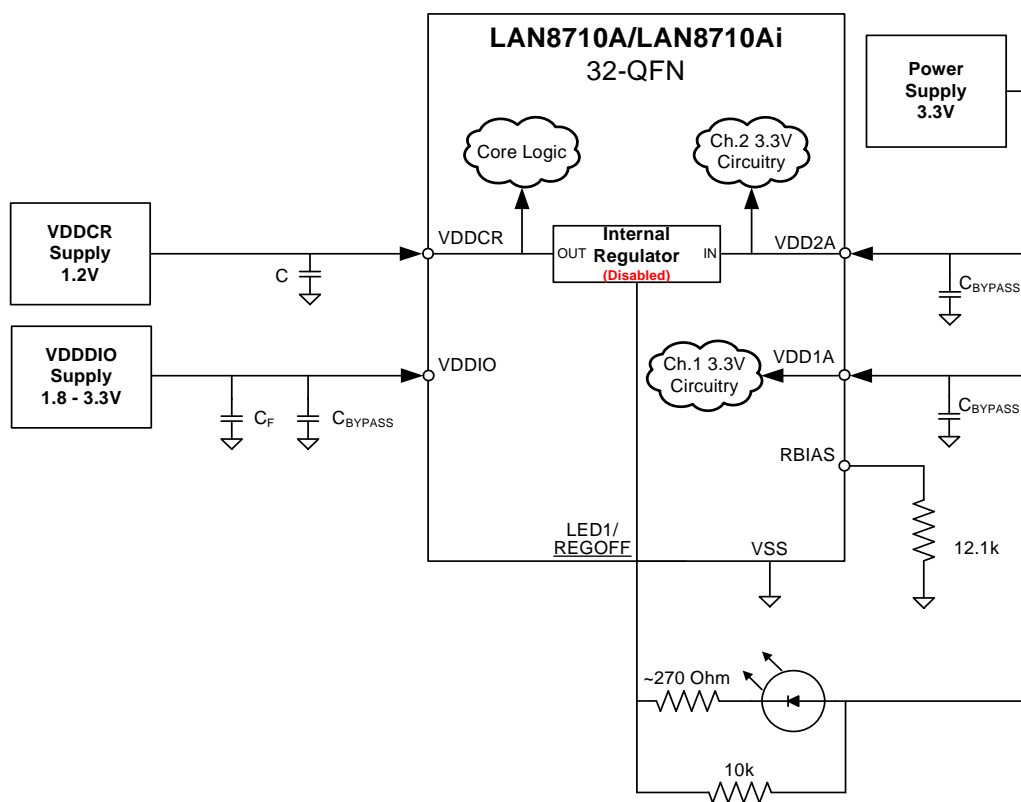 LAN8710A/LAN8710Ai
32-QFN
Power
Supply
3.3V
Core Logic
Ch.2 3.3V
Circuitry
VDDCR
Supply
1.2V
VDDCR
OUT
Internal
Regulator
(Disabled)
IN
VDD2A
C
CBYPASS
VDDDIO
Supply
1.8 - 3.3V
VDDIO
Ch.1 3.3V
Circuitry
VDD1A
CF
CBYPASS
CBYPASS
RBIAS
LED1/
REGOFF
VSS
12.1k
~270 Ohm
10k